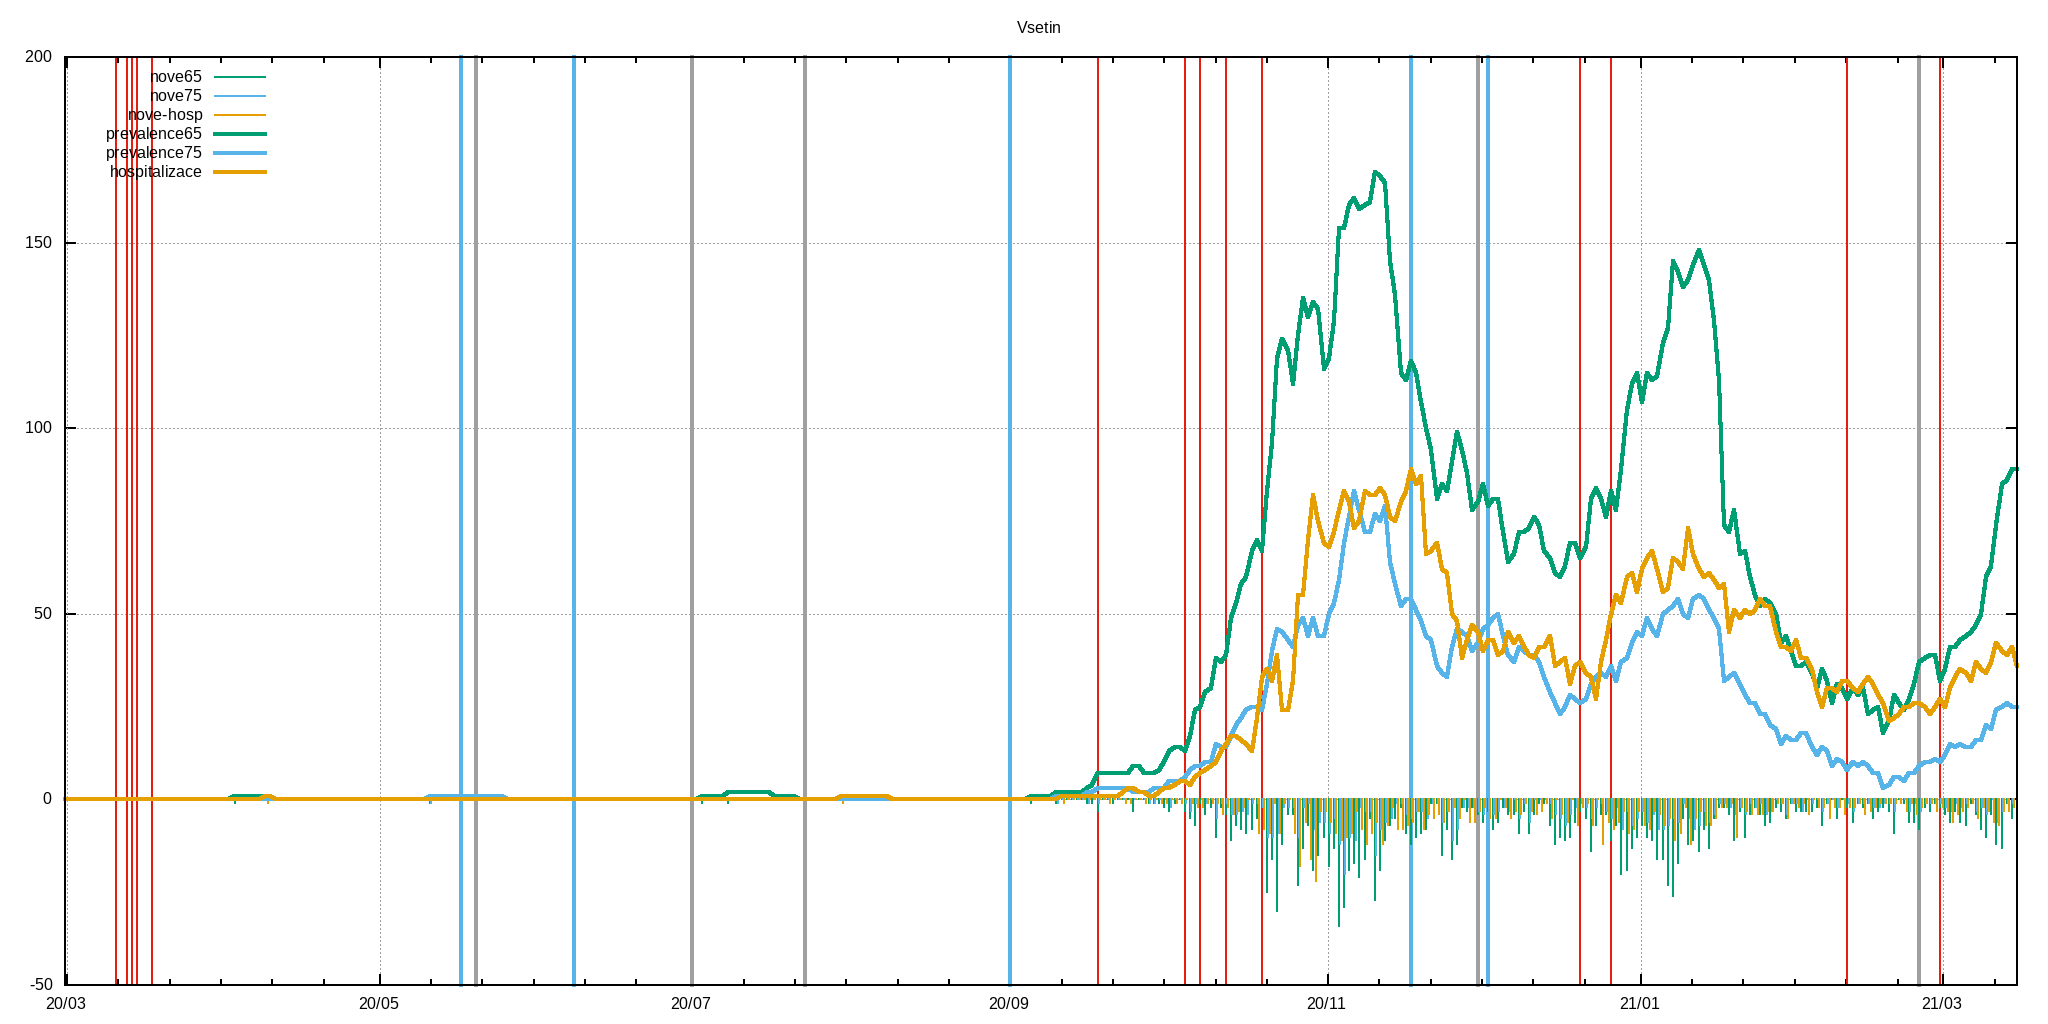 Vsetin
200
nove65
nove75
nove-hosp
prevalence65
prevalence75
hospitalizace
150
100
50
0
-50
20/03 20/05 20/07 20/09 20/11 21/01 21/03